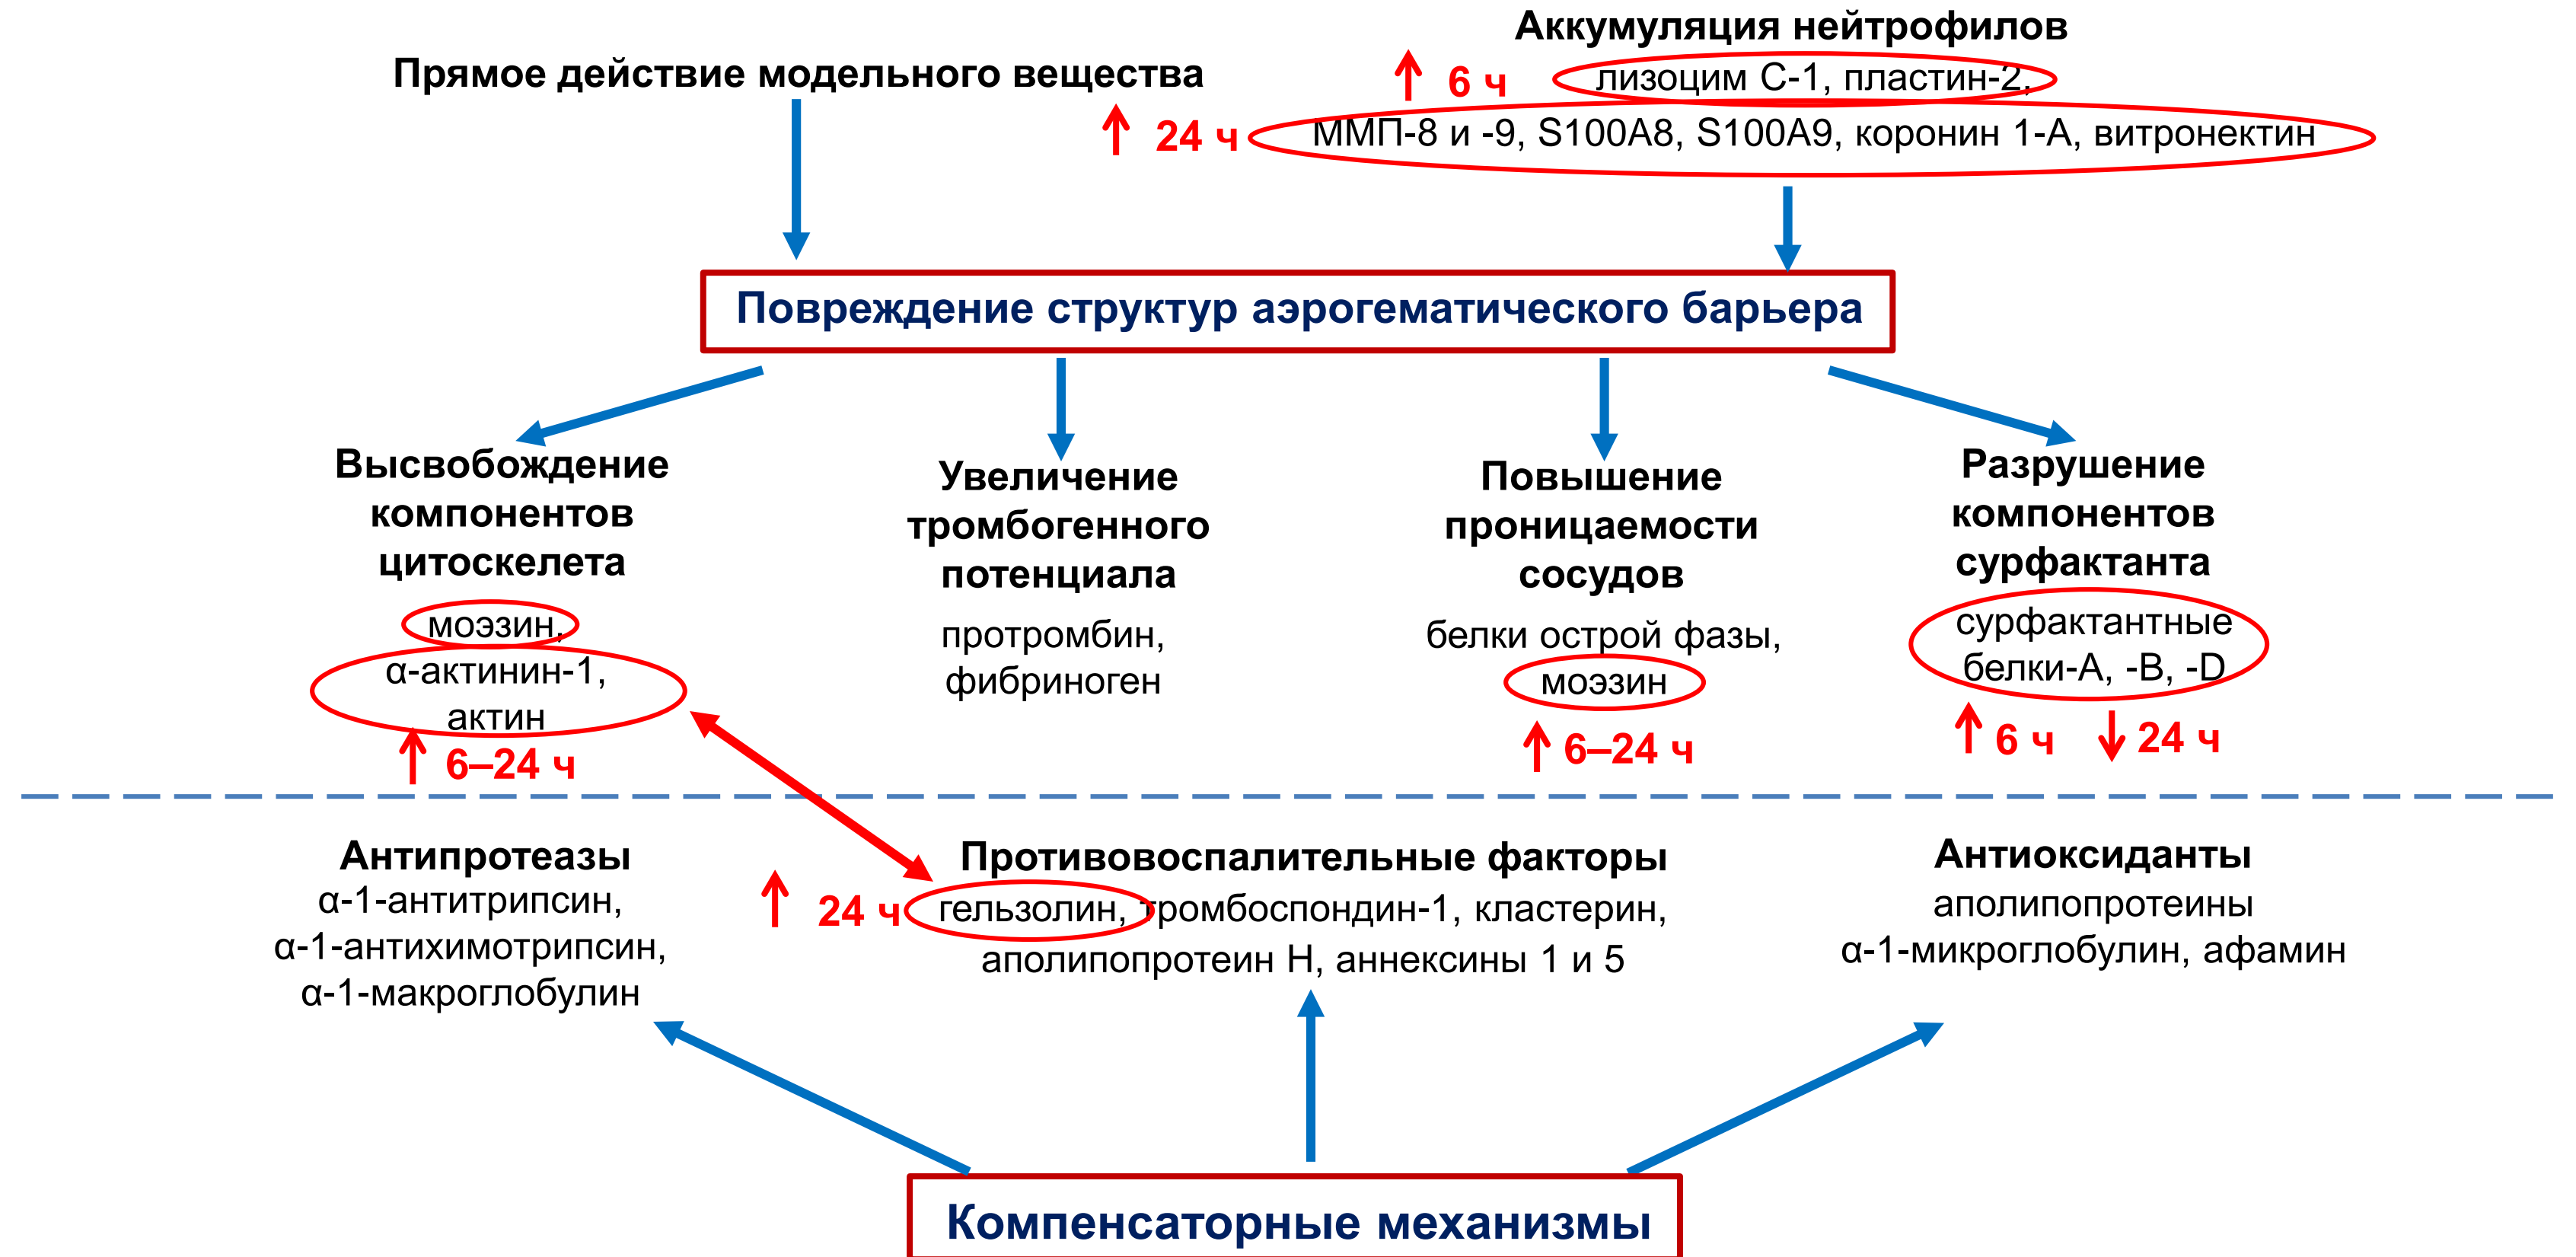 Прямое действие модельного вещества
Аккумуляция нейтрофилов
6 ч
лизоцим С-1, пластин-2,
24 ч
ММП-8 и -9, S100A8, S100A9, коронин 1-А, витронектин
Повреждение структур аэрогематического барьера
Высвобождение
компонентов
цитоскелета
моэзин,
α-актинин-1,
актин
6–24 ч
Увеличение
тромбогенного
потенциала
протромбин,
фибриноген
Повышение
проницаемости
сосудов
белки острой фазы,
моэзин
6–24 ч
Разрушение
компонентов
сурфактанта
сурфактантные
белки-А, -В, -D
6 ч
24 ч
Антипротеазы
α-1-антитрипсин,
α-1-антихимотрипсин,
α-1-макроглобулин
Противовоспалительные факторы
24 ч
гельзолин, тромбоспондин-1, кластерин,
аполипопротеин Н, аннексины 1 и 5
Антиоксиданты
аполипопротеины
α-1-микроглобулин, афамин
Компенсаторные механизмы